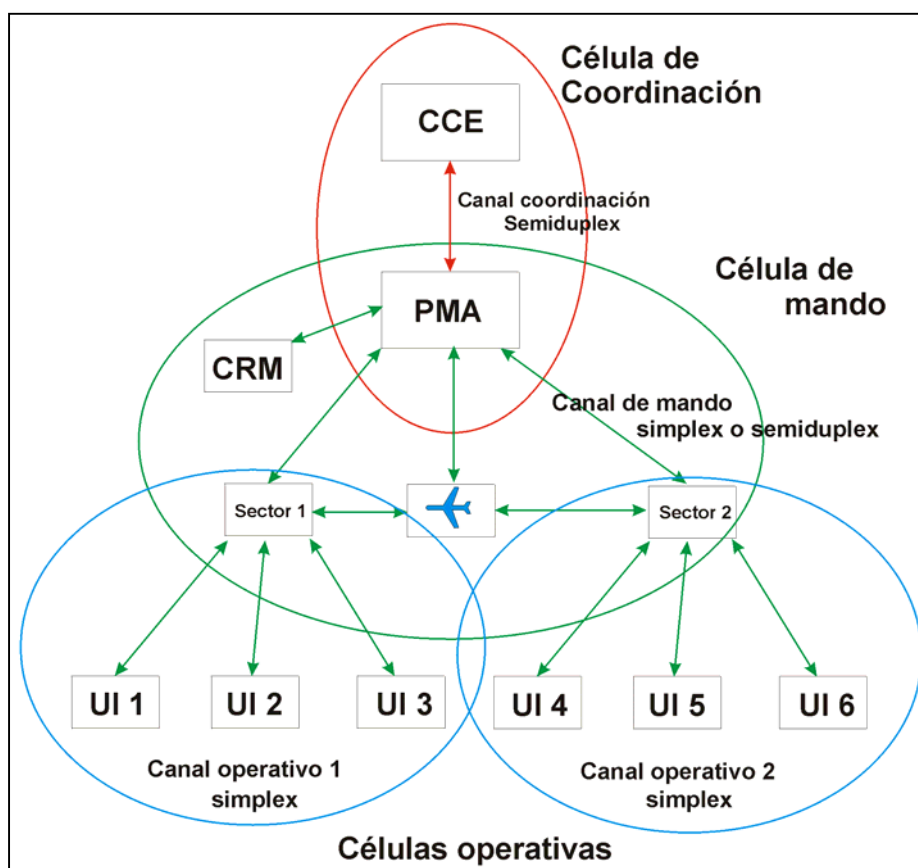 Célula de
Coordinación
CCE
Canal coordinación
Semiduplex
Célula de
mando
PMA
CRM
Canal de mando
simplex o semiduplex
Sector 1
Sector 2
UI 1
UI 2
UI 3
UI 4
UI 5
UI 6
Canal operativo 1
simplex
Canal operativo 2
simplex
Células operativas